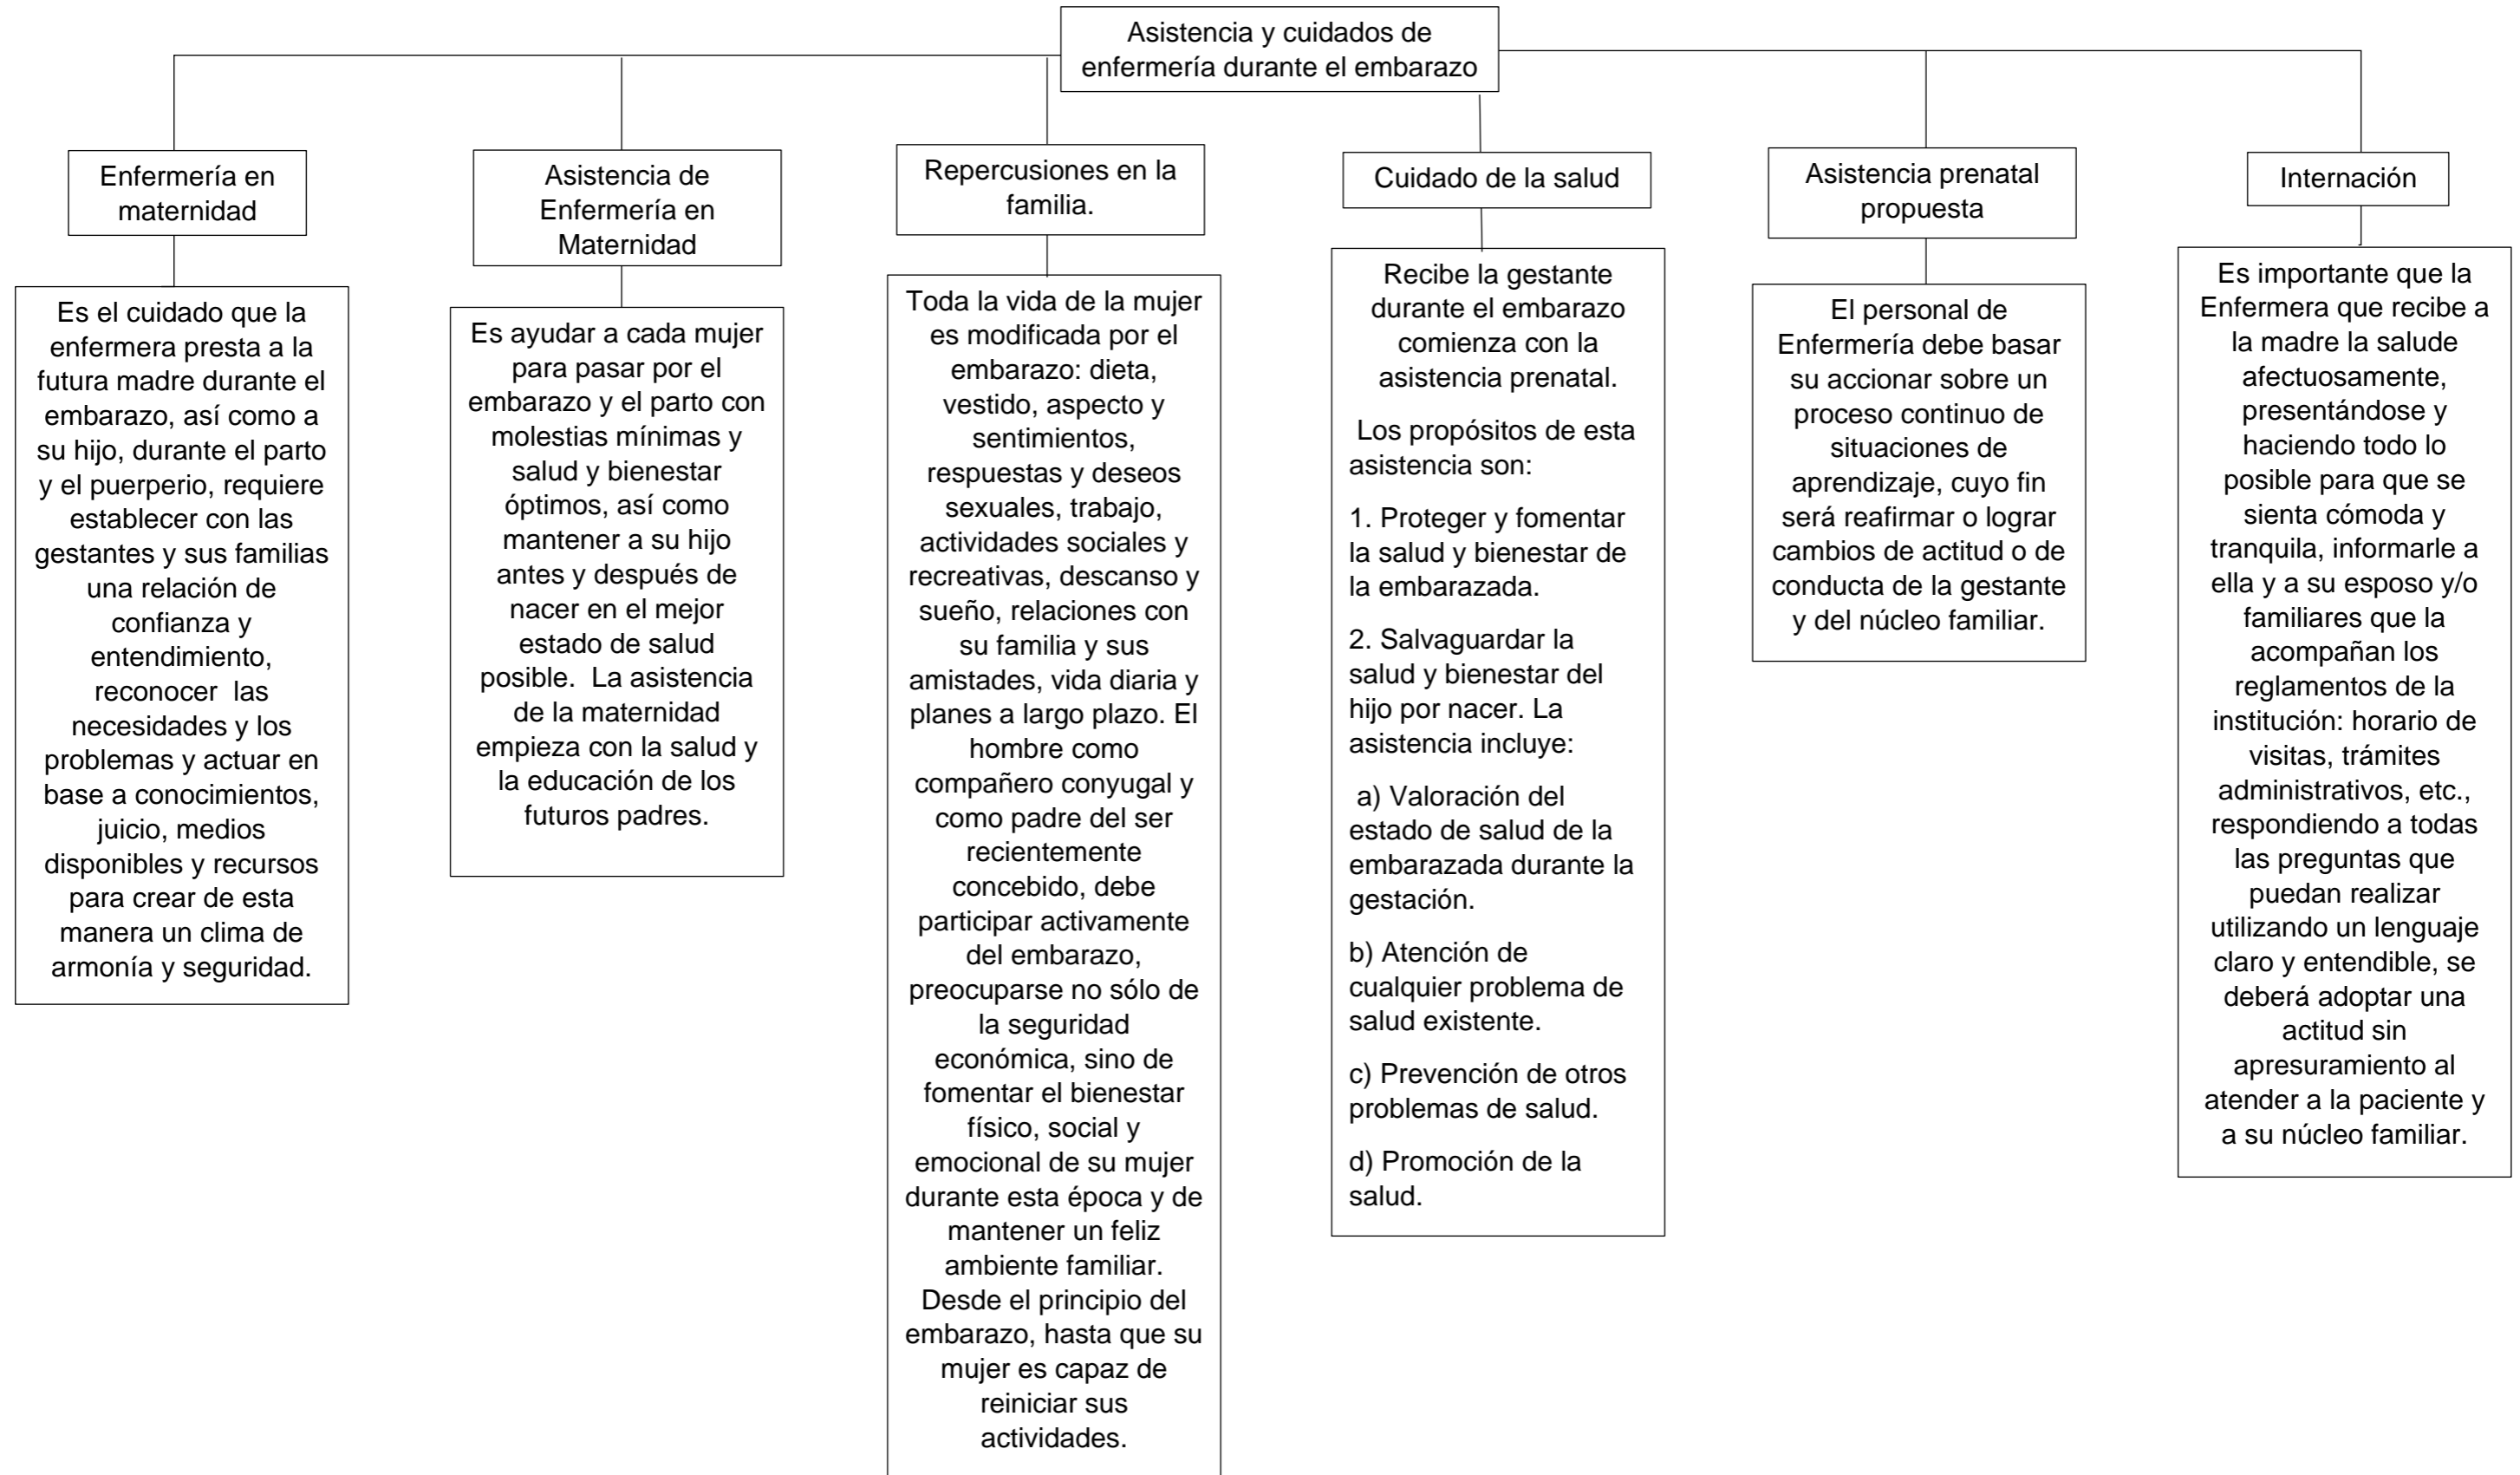 Asistencia y cuidados de
enfermería durante el embarazo
Enfermería en
maternidad
Es el cuidado que la
enfermera presta a la
futura madre durante el
embarazo, así como a
su hijo, durante el parto
y el puerperio, requiere
establecer con las
gestantes y sus familias
una relación de
confianza y
entendimiento,
reconocer las
necesidades y los
problemas y actuar en
base a conocimientos,
juicio, medios
disponibles y recursos
para crear de esta
manera un clima de
armonía y seguridad.
Asistencia de
Enfermería en
Maternidad
Es ayudar a cada mujer
para pasar por el
embarazo y el parto con
molestias mínimas y
salud y bienestar
óptimos, así como
mantener a su hijo
antes y después de
nacer en el mejor
estado de salud
posible. La asistencia
de la maternidad
empieza con la salud y
la educación de los
futuros padres.
Repercusiones en la
familia.
Toda la vida de la mujer
es modificada por el
embarazo: dieta,
vestido, aspecto y
sentimientos,
respuestas y deseos
sexuales, trabajo,
actividades sociales y
recreativas, descanso y
sueño, relaciones con
su familia y sus
amistades, vida diaria y
planes a largo plazo. El
hombre como
compañero conyugal y
como padre del ser
recientemente
concebido, debe
participar activamente
del embarazo,
preocuparse no sólo de
la seguridad
económica, sino de
fomentar el bienestar
físico, social y
emocional de su mujer
durante esta época y de
mantener un feliz
ambiente familiar.
Desde el principio del
embarazo, hasta que su
mujer es capaz de
reiniciar sus
actividades.
Cuidado de la salud
Recibe la gestante
durante el embarazo
comienza con la
asistencia prenatal.
Los propósitos de esta
asistencia son:
1. Proteger y fomentar
la salud y bienestar de
la embarazada.
2. Salvaguardar la
salud y bienestar del
hijo por nacer. La
asistencia incluye:
a) Valoración del
estado de salud de la
embarazada durante la
gestación.
b) Atención de
cualquier problema de
salud existente.
c) Prevención de otros
problemas de salud.
d) Promoción de la
salud.
Asistencia prenatal
propuesta
El personal de
Enfermería debe basar
su accionar sobre un
proceso continuo de
situaciones de
aprendizaje, cuyo fin
será reafirmar o lograr
cambios de actitud o de
conducta de la gestante
y del núcleo familiar.
Internación
Es importante que la
Enfermera que recibe a
la madre la salude
afectuosamente,
presentándose y
haciendo todo lo
posible para que se
sienta cómoda y
tranquila, informarle a
ella y a su esposo y/o
familiares que la
acompañan los
reglamentos de la
institución: horario de
visitas, trámites
administrativos, etc.,
respondiendo a todas
las preguntas que
puedan realizar
utilizando un lenguaje
claro y entendible, se
deberá adoptar una
actitud sin
apresuramiento al
atender a la paciente y
a su núcleo familiar.